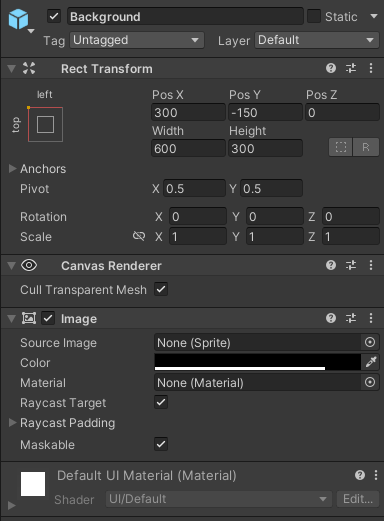 Background Static
Tag Untagged Layer Default
Rect Transform
left Pos X Pos Y Pos Z
top 300 -150 0
Width Height
600 300 R
Anchors
Pivot X 0.5 Y 0.5
Rotation X 0 Y 0 Z 0
Scale X 1 Y 1 Z 1
Canvas Renderer
Cull Transparent Mesh
Image
Source Image None (Sprite)
Color
Material None (Material)
Raycast Target
Raycast Padding
Maskable
Default UI Material (Material)
Shader UI/Default Edit...